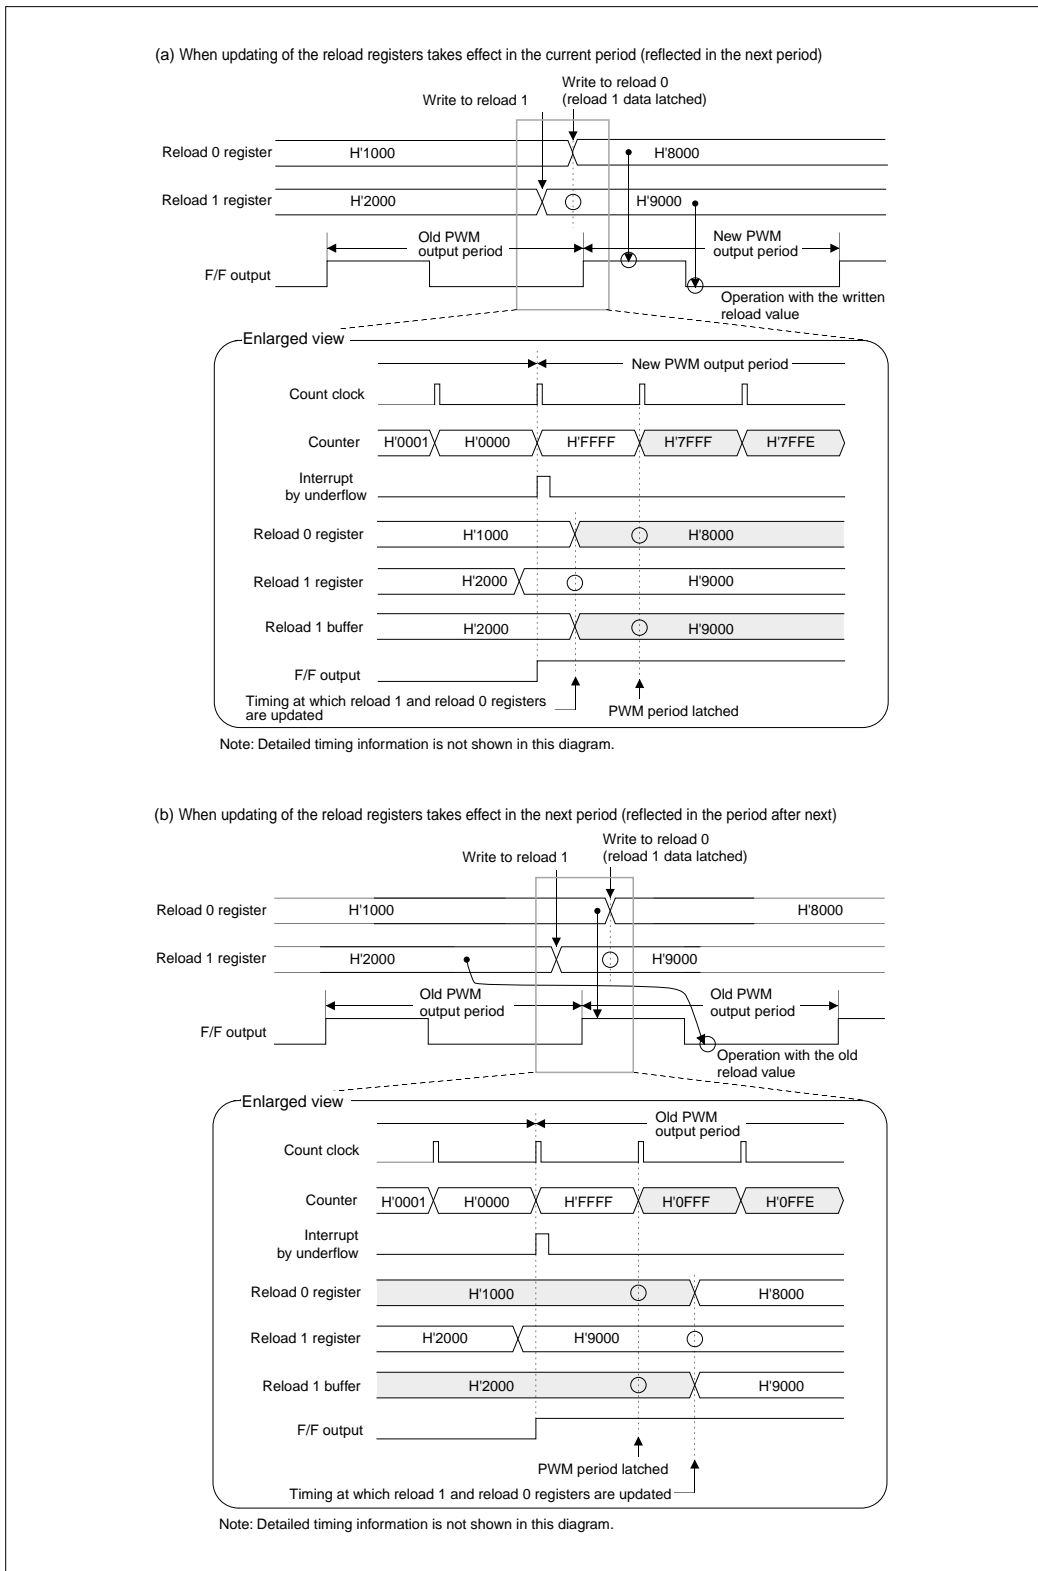 (a) When updating of the reload registers takes effect in the current period (reflected in the next period)
Write to reload 0
Write to reload 1
(reload 1 data latched)
Reload 0 register
H'1000
H'8000
Reload 1 register
H'2000
H'9000
Old PWM
output period
New PWM
output period
F/F output
Operation with the written
reload value
Enlarged view
New PWM output period
Count clock
Counter
H'0001
H'0000
H'FFFF
H'7FFF
H'7FFE
Interrupt
by underflow
Reload 0 register
H'1000
H'8000
Reload 1 register
H'2000
H'9000
Reload 1 buffer
H'2000
H'9000
F/F output
Timing at which reload 1 and reload 0 registers
are updated
PWM period latched
Note: Detailed timing information is not shown in this diagram.
(b) When updating of the reload registers takes effect in the next period (reflected in the period after next)
Write to reload 0
Write to reload 1
(reload 1 data latched)
Reload 0 register
H'1000
H'8000
Reload 1 register
H'2000
H'9000
Old PWM
output period
Old PWM
output period
F/F output
Operation with the old
reload value
Enlarged view
Old PWM
output period
Count clock
Counter
H'0001
H'0000
H'FFFF
H'0FFF
H'0FFE
Interrupt
by underflow
Reload 0 register
H'1000
H'8000
Reload 1 register
H'2000
H'9000
Reload 1 buffer
H'2000
H'9000
F/F output
PWM period latched
Timing at which reload 1 and reload 0 registers are updated
Note: Detailed timing information is not shown in this diagram.